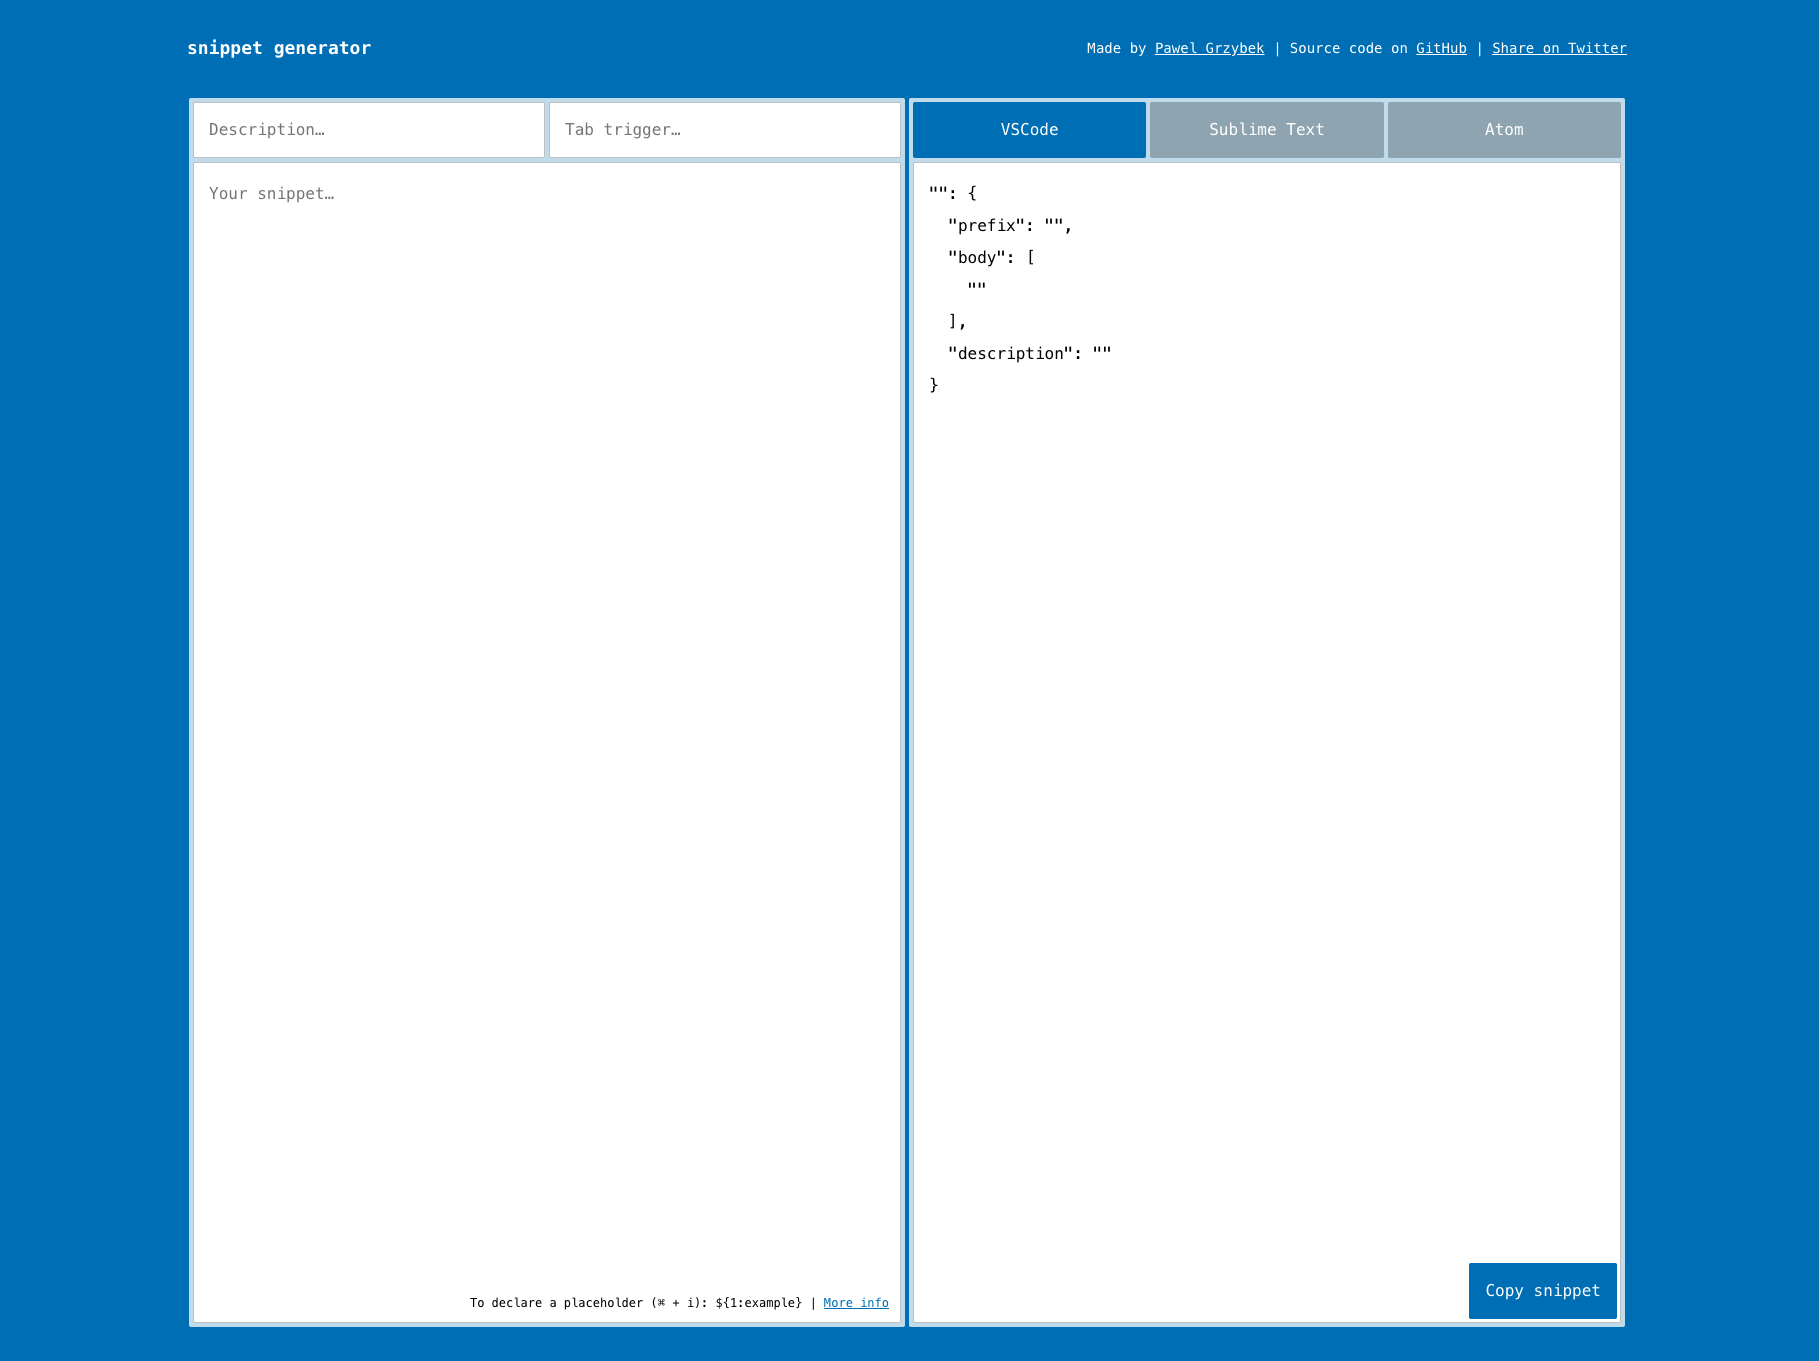 snippet generator
Made by Pawel Grzybek | Source code on GitHub | Share on Twitter
Description…
Tab trigger…
Your snippet…
To declare a placeholder (⌘ + i): ${1:example} | More info
VSCode
Sublime Text
Atom
"": {
  "prefix": "",
  "body": [
    ""
  ],
  "description": ""
}
Copy snippet